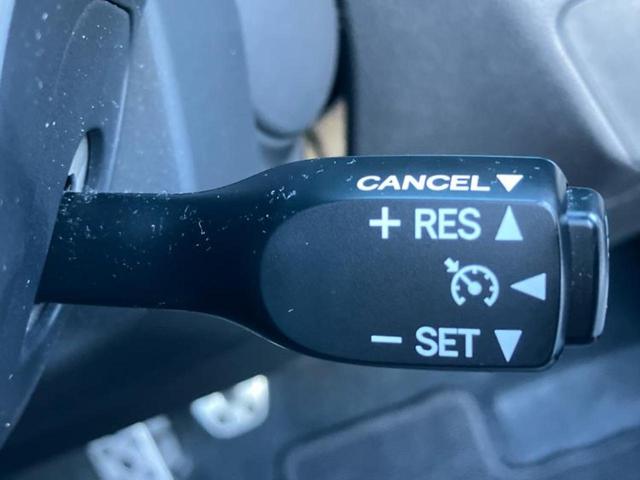 CANCEL ▼
+ RES ▲
◀
− SET ▼